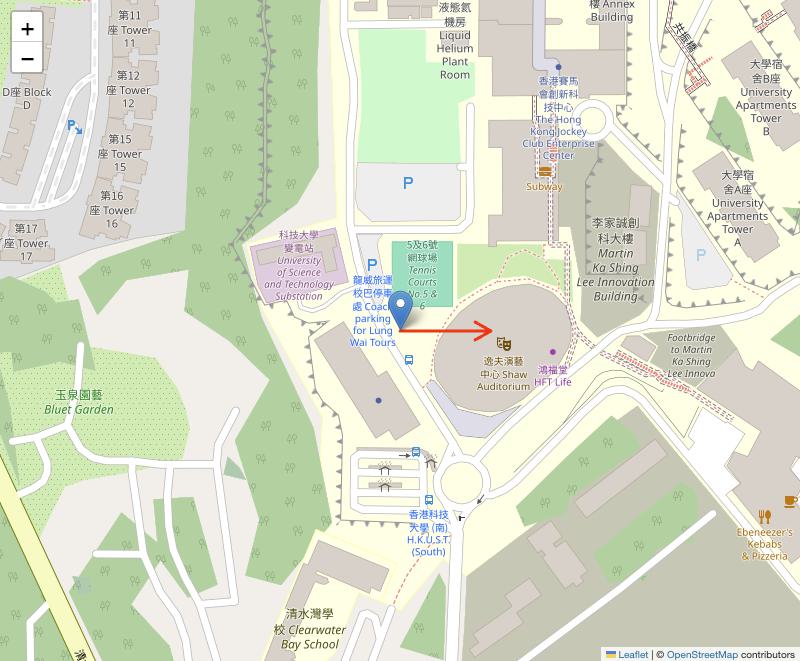 +
−
第11
座 Tower
11
D座 Block
D
第12
座 Tower
12
第15
座 Tower
15
第16
座 Tower
16
第17
座 Tower
17
液態氦
機房
Liquid
Helium
Plant
Room
樓 Annex
Building
共振橋
香港賽馬
會創新科
技中心
The Hong
Kong Jockey
Club Enterprise
Center
Subway
大學宿
舍B座
University
Apartments
Tower
B
大學宿
舍A座
University
Apartments
Tower
A
P
P
P
P
科技大學
變電站
University
of Science
and Technology
Substation
5及6號
網球場
Tennis
Courts
No.5 &
6
李家誠創
科大樓
Martin
Ka Shing
Lee Innovation
Building
龍威旅運
校巴停車
處 Coach
parking
for Lung
Wai Tours
逸夫演藝
中心 Shaw
Auditorium
鴻福堂
HFT Life
Footbridge
to Martin
Ka Shing
Lee Innova
玉泉園藝
Bluet Garden
香港科技
大學 (南)
H.K.U.S.T.
(South)
Ebeneezer's
Kebabs
& Pizzeria
清水灣學
校 Clearwater
Bay School
Leaflet | © OpenStreetMap contributors